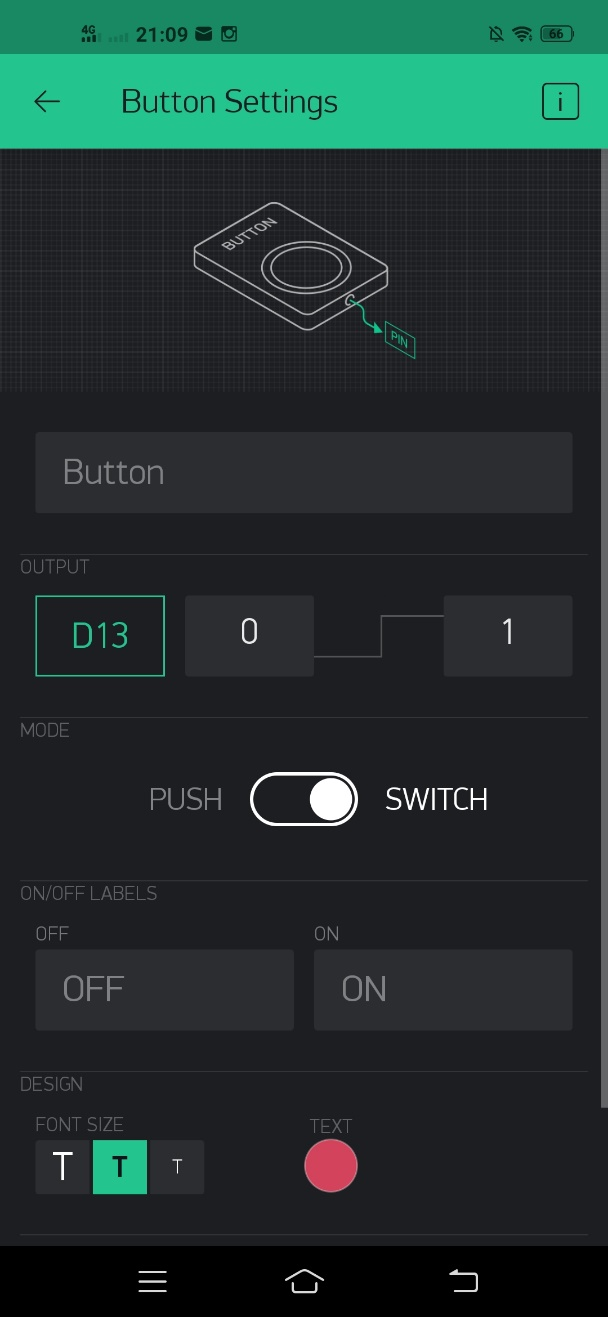 4G 21:09 66
Button Settings
i
BUTTON
PIN
Button
OUTPUT
D13 0 1
MODE
PUSH SWITCH
ON/OFF LABELS
OFF ON
OFF ON
DESIGN
FONT SIZE TEXT
T T T